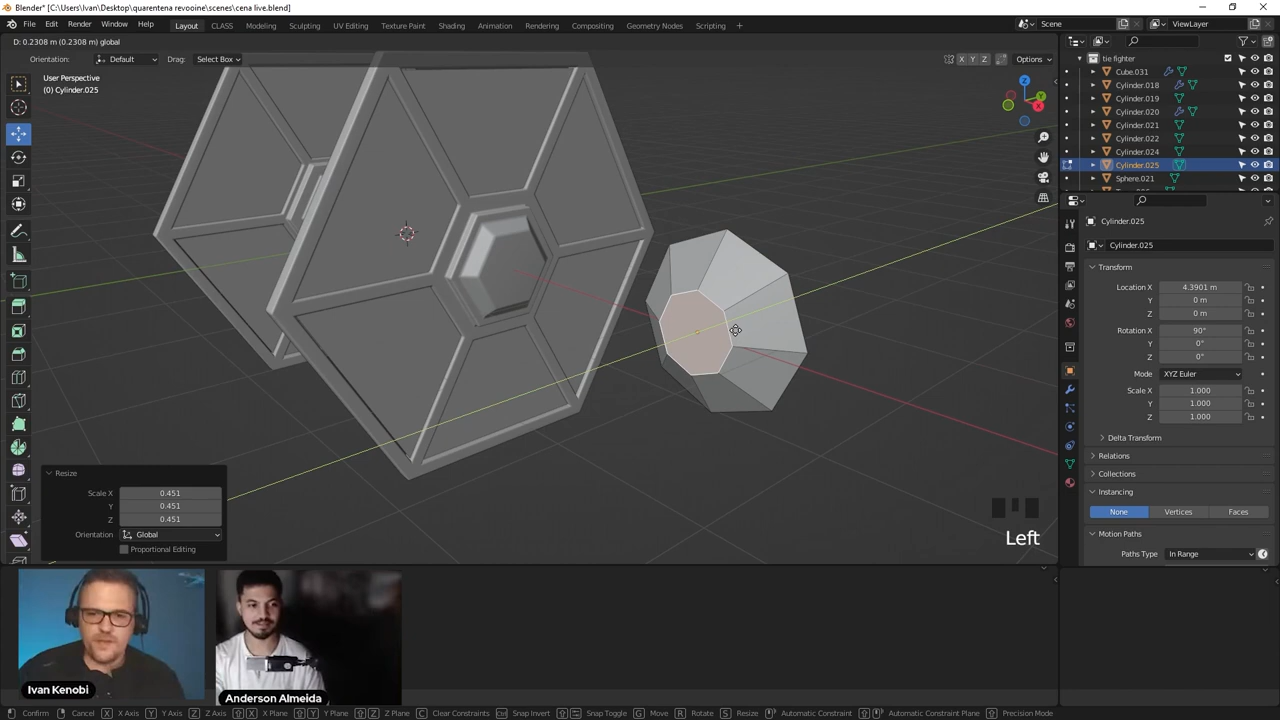 Blender* [C:\Users\Ivan\Desktop\quarentena revooine\scenes\cena live.blend]
File Edit Render Window Help
Layout CLASS Modeling Sculpting UV Editing Texture Paint Shading Animation Rendering Compositing Geometry Nodes Scripting +
Scene
ViewLayer
D: 0.2308 m (0.2308 m) global
Orientation: Default Drag: Select Box
X Y Z
Options
User Perspective
(0) Cylinder.025
Z
Y
X
tie fighter
Cube.031
Cylinder.018
Cylinder.019
Cylinder.020
Cylinder.021
Cylinder.022
Cylinder.024
Cylinder.025
Sphere.021
Cylinder.025
Cylinder.025
Transform
Location X 4.3901 m
Y 0 m
Z 0 m
Rotation X 90°
Y 0°
Z 0°
Mode XYZ Euler
Scale X 1.000
Y 1.000
Z 1.000
Delta Transform
Relations
Collections
Instancing
None Vertices Faces
Motion Paths
Paths Type In Range
Resize
Scale X 0.451
Y 0.451
Z 0.451
Orientation Global
Proportional Editing
Left
Ivan Kenobi
Anderson Almeida
Confirm Cancel X X Axis Y Y Axis Z Z Axis X X Plane Y Y Plane Z Z Plane C Clear Constraints Snap Invert Snap Toggle G Move R Rotate S Resize Automatic Constraint Automatic Constraint Plane Precision Mode